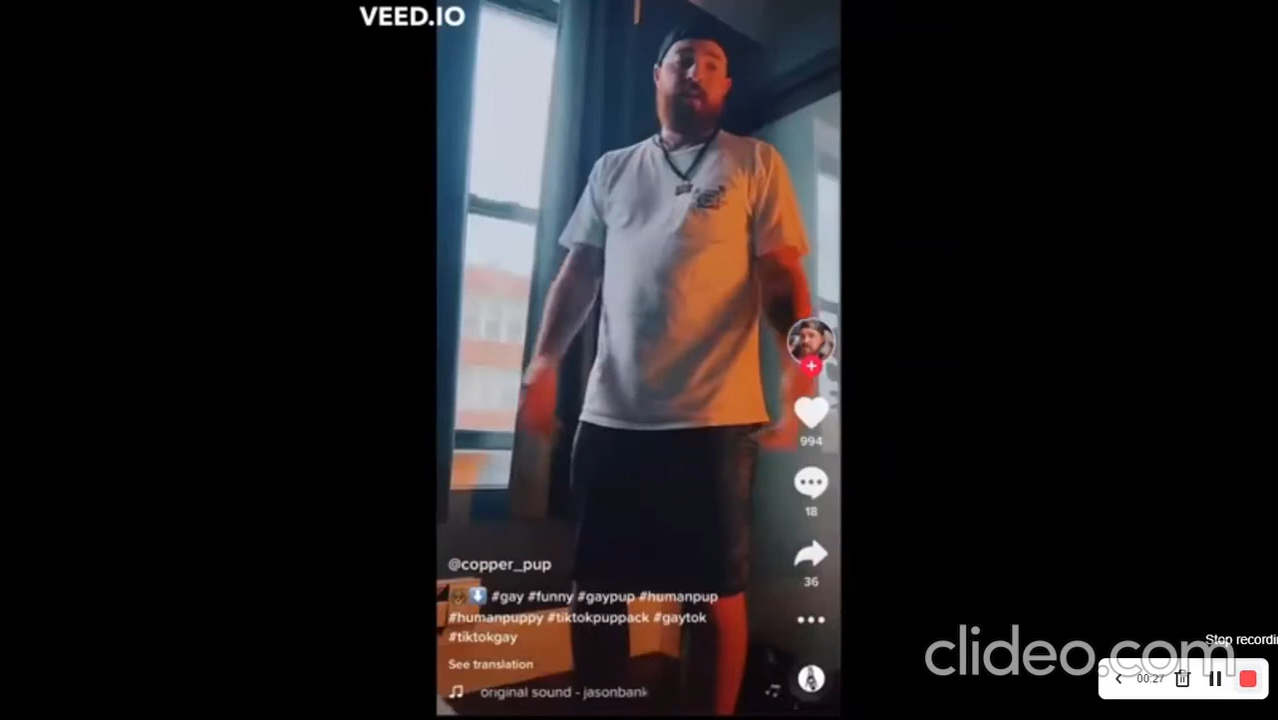 VEED.IO
994
18
36
@copper_pup
#gay #funny #gaypup #humanpup
#humanpuppy #tiktokpuppack #gaytok
#tiktokgay
See translation
original sound - jasonbank
clideo.com
Stop recordin
00:27